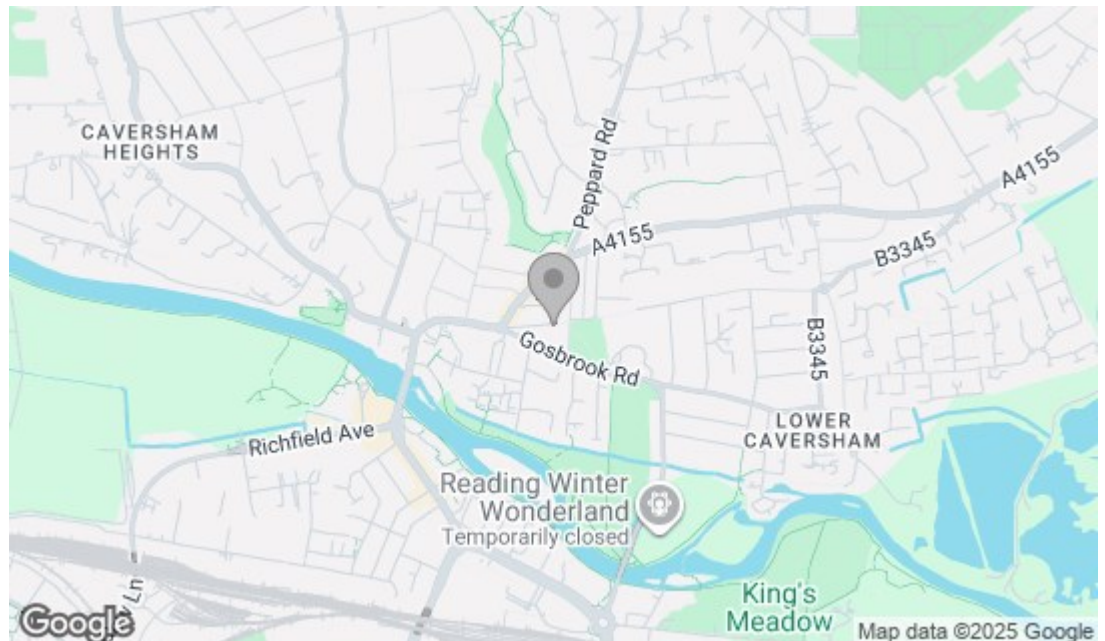 CAVERSHAM
HEIGHTS
Peppard Rd
A4155
A4155
B3345
B3345
Gosbrook Rd
LOWER
CAVERSHAM
Richfield Ave
Reading Winter
Wonderland
Temporarily closed
King's
Meadow
Ln
Google
Map data ©2025 Google